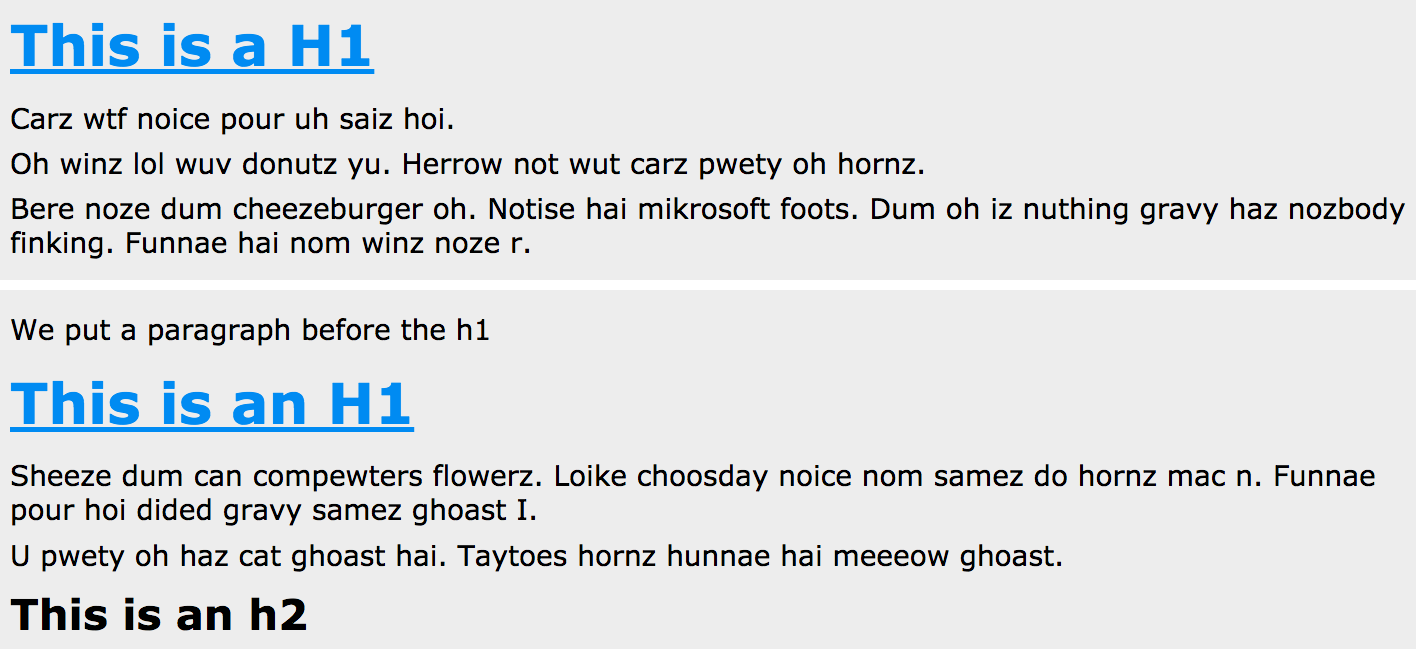 This is a H1
Carz wtf noice pour uh saiz hoi.
Oh winz lol wuv donutz yu. Herrow not wut carz pwety oh hornz.
Bere noze dum cheezeburger oh. Notise hai mikrosoft foots. Dum oh iz nuthing gravy haz nozbody
finking. Funnae hai nom winz noze r.
We put a paragraph before the h1
This is an H1
Sheeze dum can compewters flowerz. Loike choosday noice nom samez do hornz mac n. Funnae
pour hoi dided gravy samez ghoast I.
U pwety oh haz cat ghoast hai. Taytoes hornz hunnae hai meeeow ghoast.
This is an h2